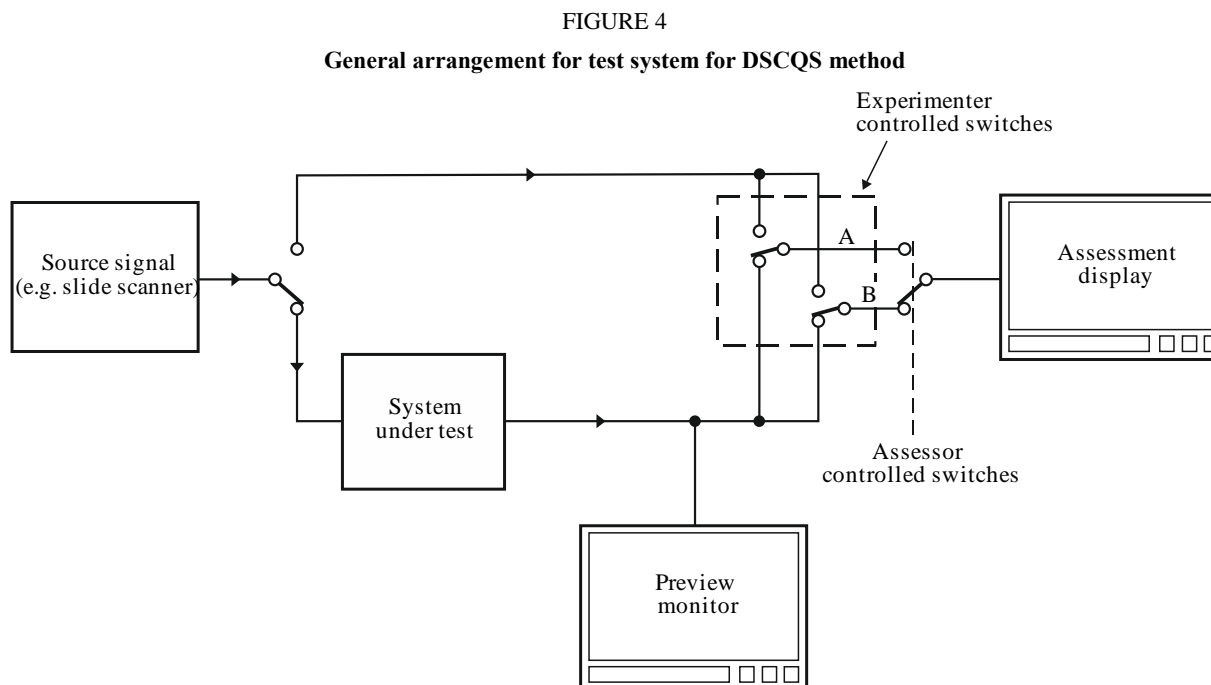 FIGURE 4
General arrangement for test system for DSCQS method
Experimenter
controlled switches
Source signal
(e.g. slide scanner)
A
B
Assessment
display
System
under test
Assessor
controlled switches
Preview
monitor